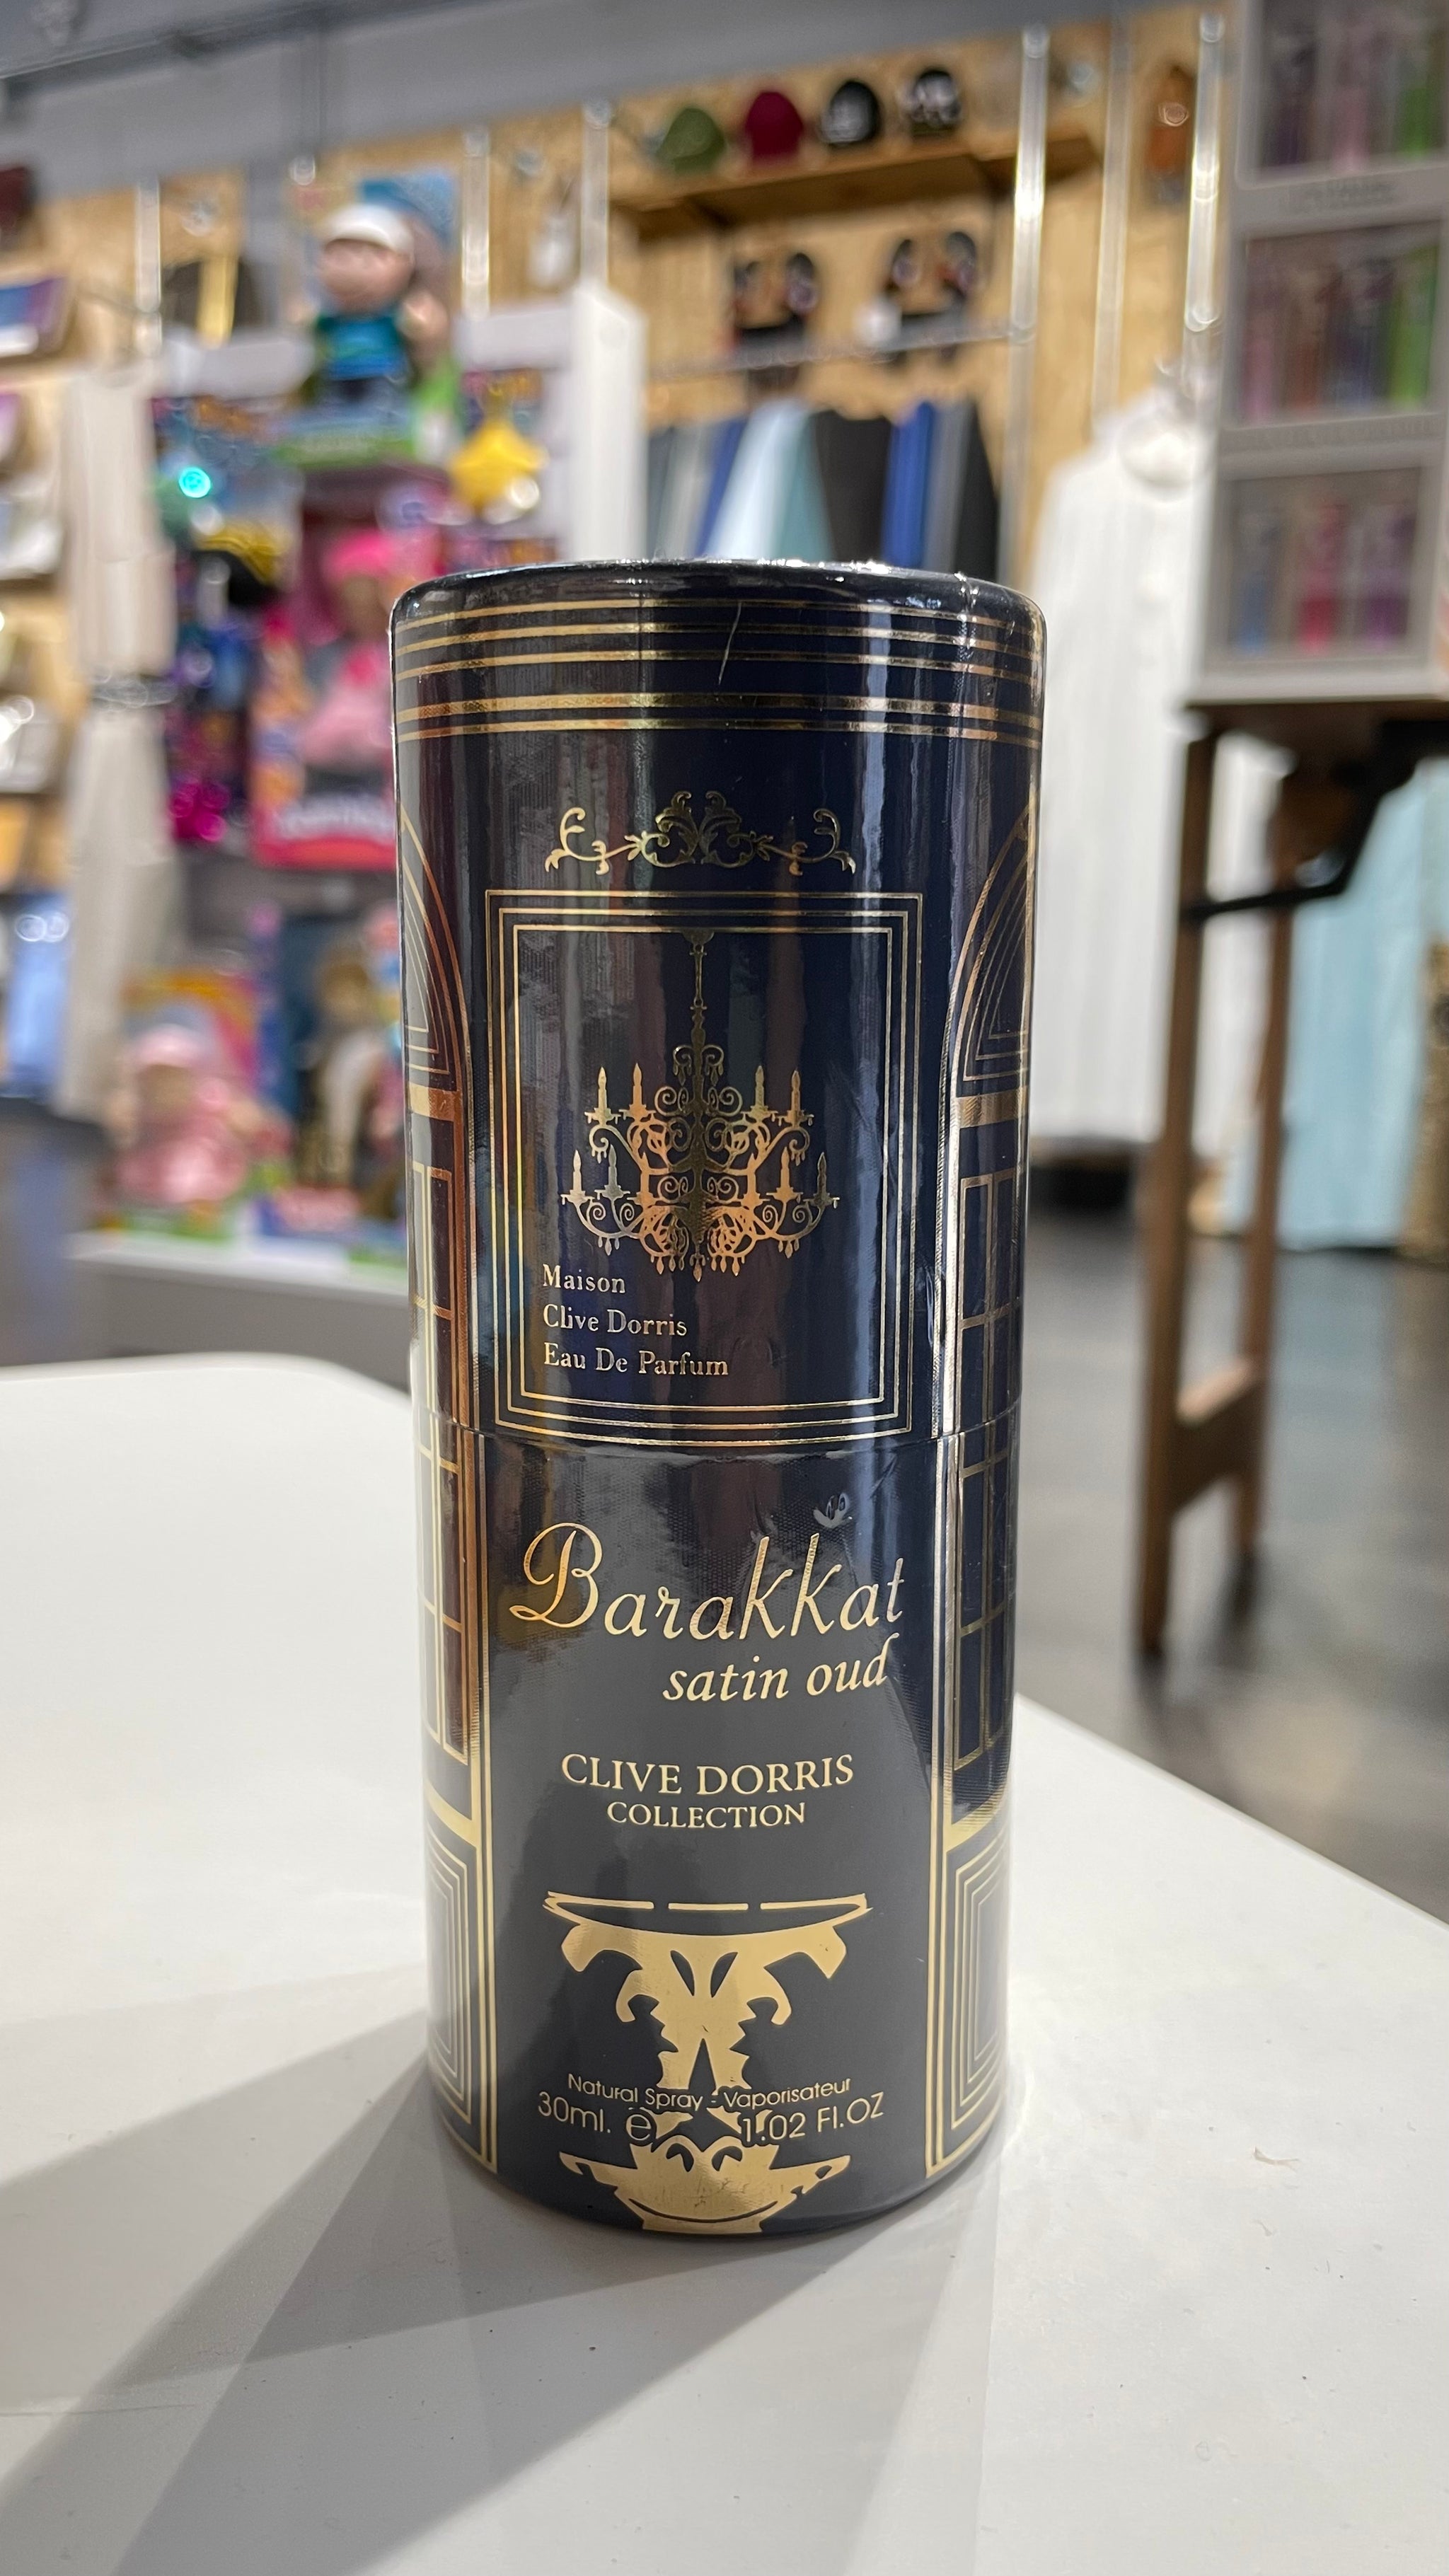 Maison
Clive Dorris
Eau De Parfum
Barakkat
satin oud
CLIVE DORRIS
COLLECTION
Natural Spray - Vaporisateur
30ml. e 1.02 Fl.OZ